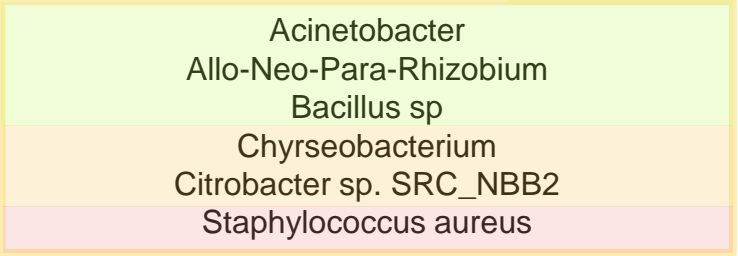 Acinetobacter
Allo-Neo-Para-Rhizobium
Bacillus sp
Chyrseobacterium
Citrobacter sp. SRC_NBB2
Staphylococcus aureus